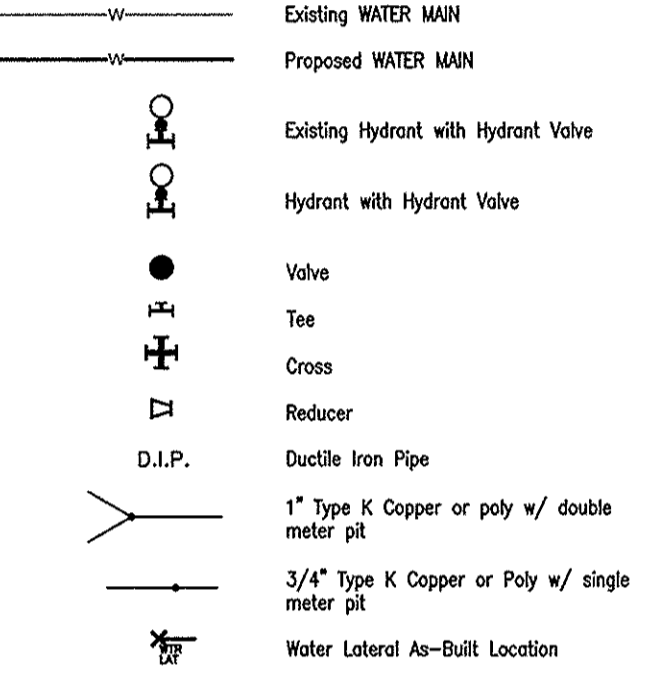 W Existing WATER MAIN
W Proposed WATER MAIN
Existing Hydrant with Hydrant Valve
Hydrant with Hydrant Valve
Valve
Tee
Cross
Reducer
D.I.P. Ductile Iron Pipe
1" Type K Copper or poly w/ double
meter pit
3/4" Type K Copper or Poly w/ single
meter pit
WTR Water Lateral As-Built Location
LAT